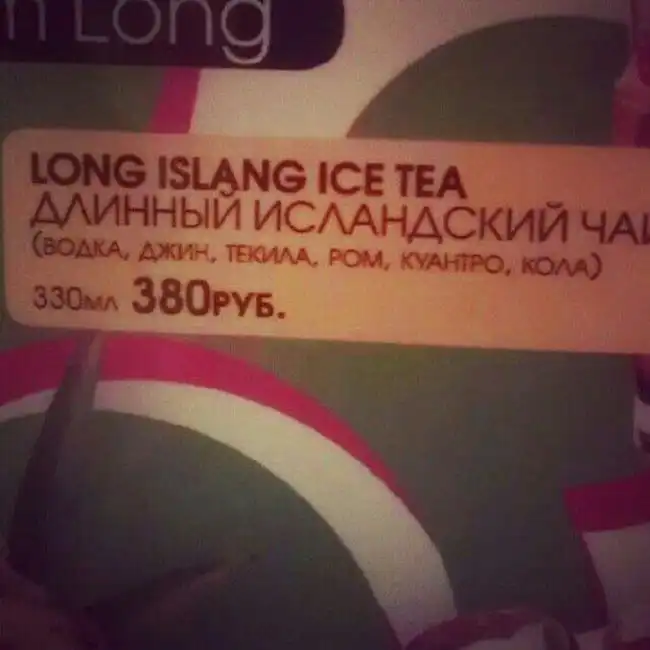 n Long
LONG ISLANG ICE TEA
ДЛИННЫЙ ИСЛАНДСКИЙ ЧАЙ
(ВОДКА, ДЖИН, ТЕКИЛА, РОМ, КУАНТРО, КОЛА)
330МЛ 380РУБ.